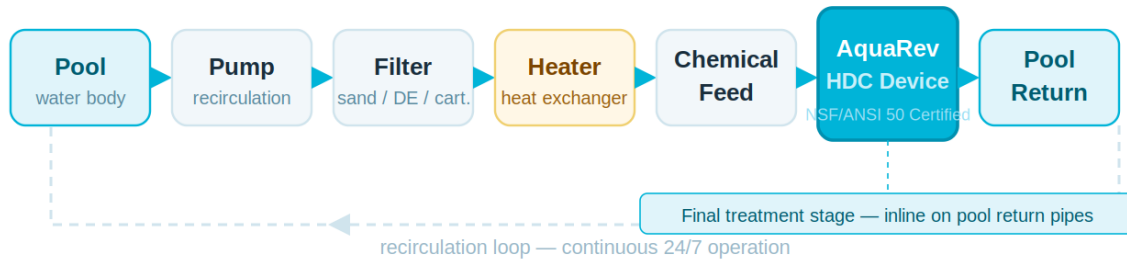 Pool
water body
Pump
recirculation
Filter
sand / DE / cart.
Heater
heat exchanger
Chemical
Feed
AquaRev
HDC Device
NSF/ANSI 50 Certified
Pool
Return
Final treatment stage — inline on pool return pipes
recirculation loop — continuous 24/7 operation